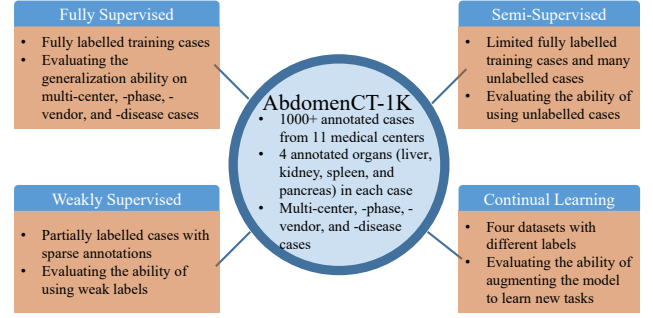 Fully Supervised
• Fully labelled training cases
• Evaluating the
generalization ability on
multi-center, -phase, -
vendor, and -disease cases
Semi-Supervised
• Limited fully labelled
training cases and many
unlabelled cases
• Evaluating the ability of
using unlabelled cases
AbdomenCT-1K
• 1000+ annotated cases
from 11 medical centers
• 4 annotated organs (liver,
kidney, spleen, and
pancreas) in each case
• Multi-center, -phase, -
vendor, and -disease
cases
Weakly Supervised
• Partially labelled cases with
sparse annotations
• Evaluating the ability of
using weak labels
Continual Learning
• Four datasets with
different labels
• Evaluating the ability of
augmenting the model
to learn new tasks